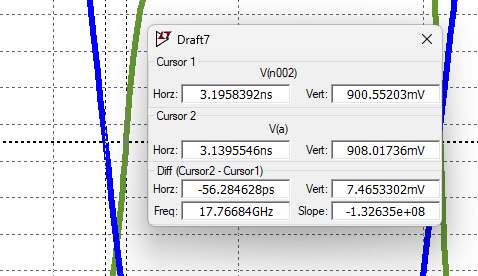 Draft7
Cursor 1
V(n002)
Horz: 3.1958392ns Vert: 900.55203mV
Cursor 2
V(a)
Horz: 3.1395546ns Vert: 908.01736mV
Diff (Cursor2 - Cursor1)
Horz: -56.284628ps Vert: 7.4653302mV
Freq: 17.76684GHz Slope: -1.32635e+08